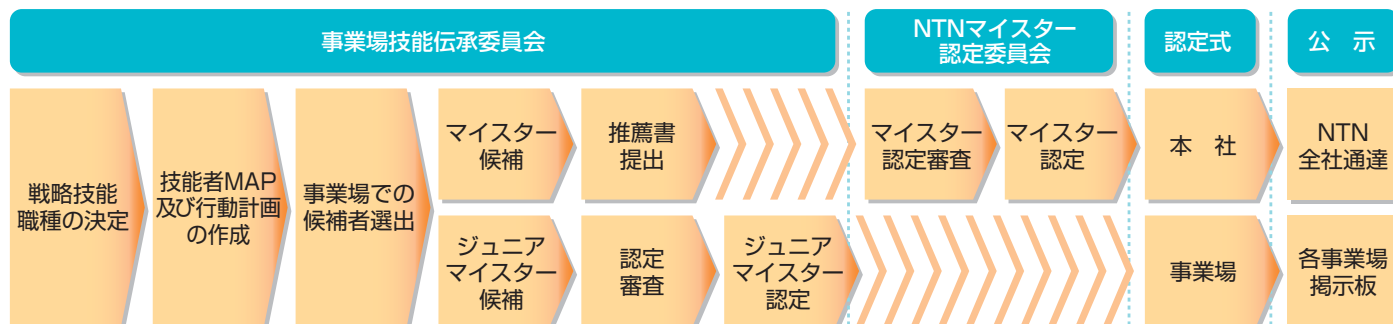 事業場技能伝承委員会
NTNマイスター
認定委員会
認定式
公 示
戦略技能
職種の決定
技能者MAP
及び行動計画
の作成
事業場での
候補者選出
マイスター
候補
推薦書
提出
マイスター
認定審査
マイスター
認定
本 社
NTN
全社通達
ジュニア
マイスター
候補
認定
審査
ジュニア
マイスター
認定
事業場
各事業場
掲示板